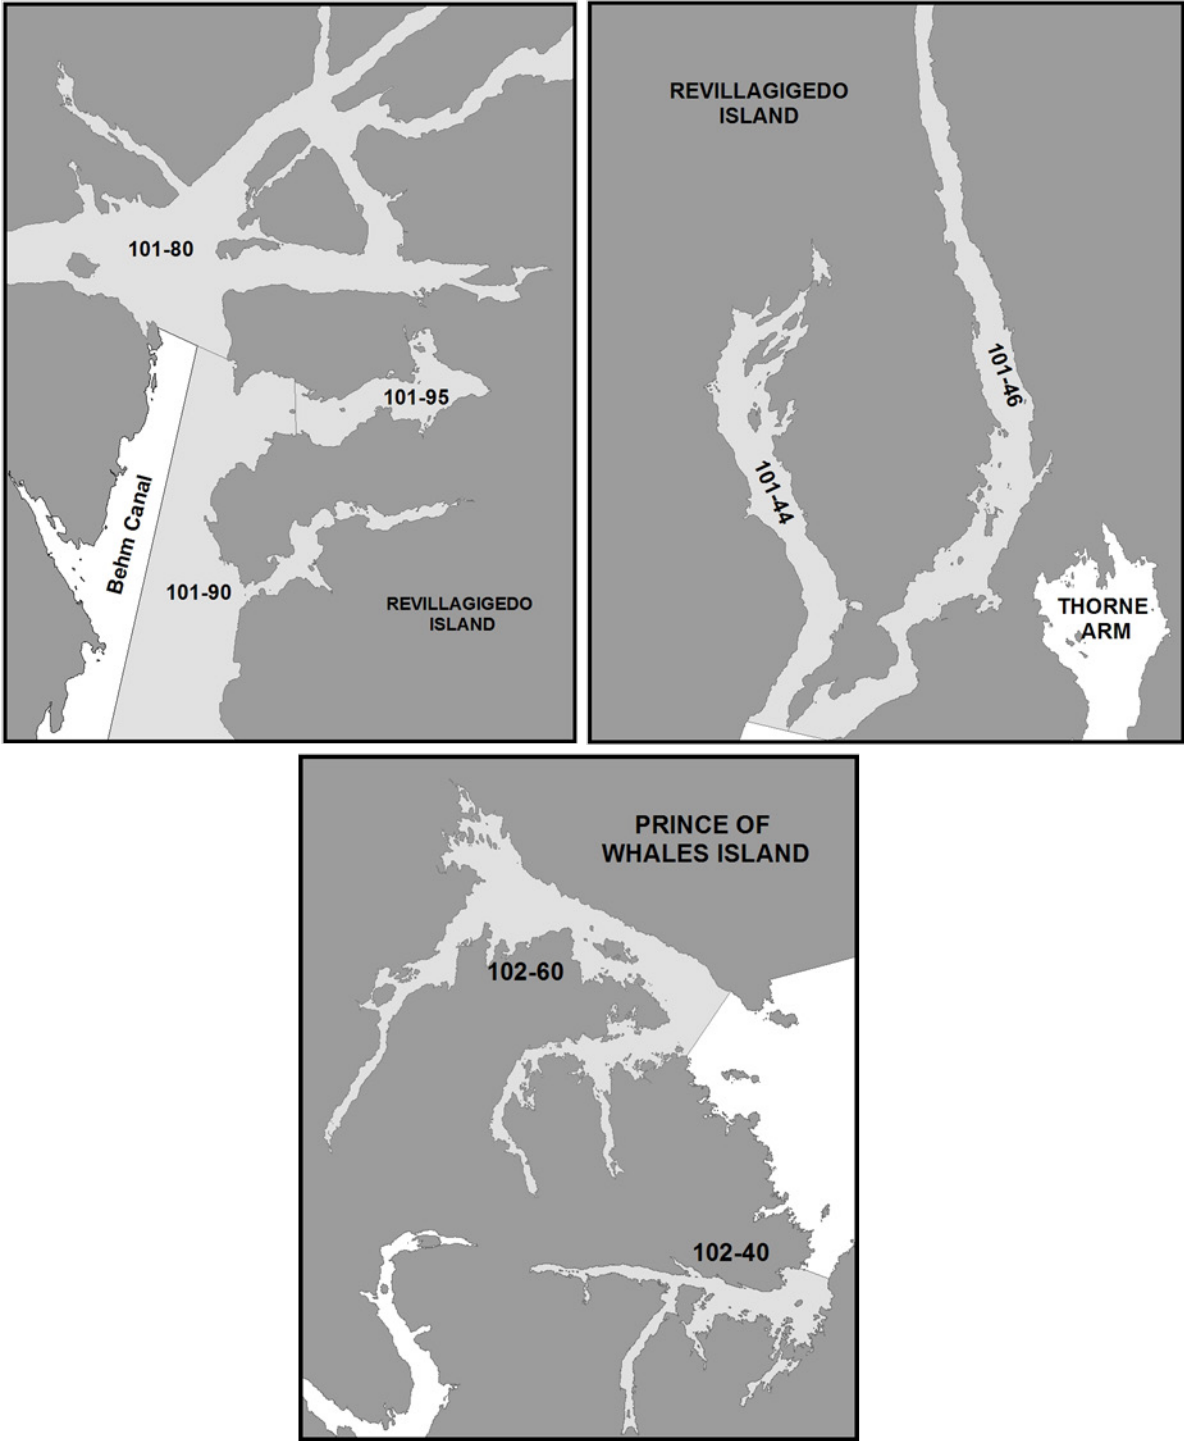 101-80
101-95
Behm Canal
101-90
REVILLAGIGEDO
ISLAND
REVILLAGIGEDO
ISLAND
101-46
101-44
THORNE
ARM
PRINCE OF
WHALES ISLAND
102-60
102-40